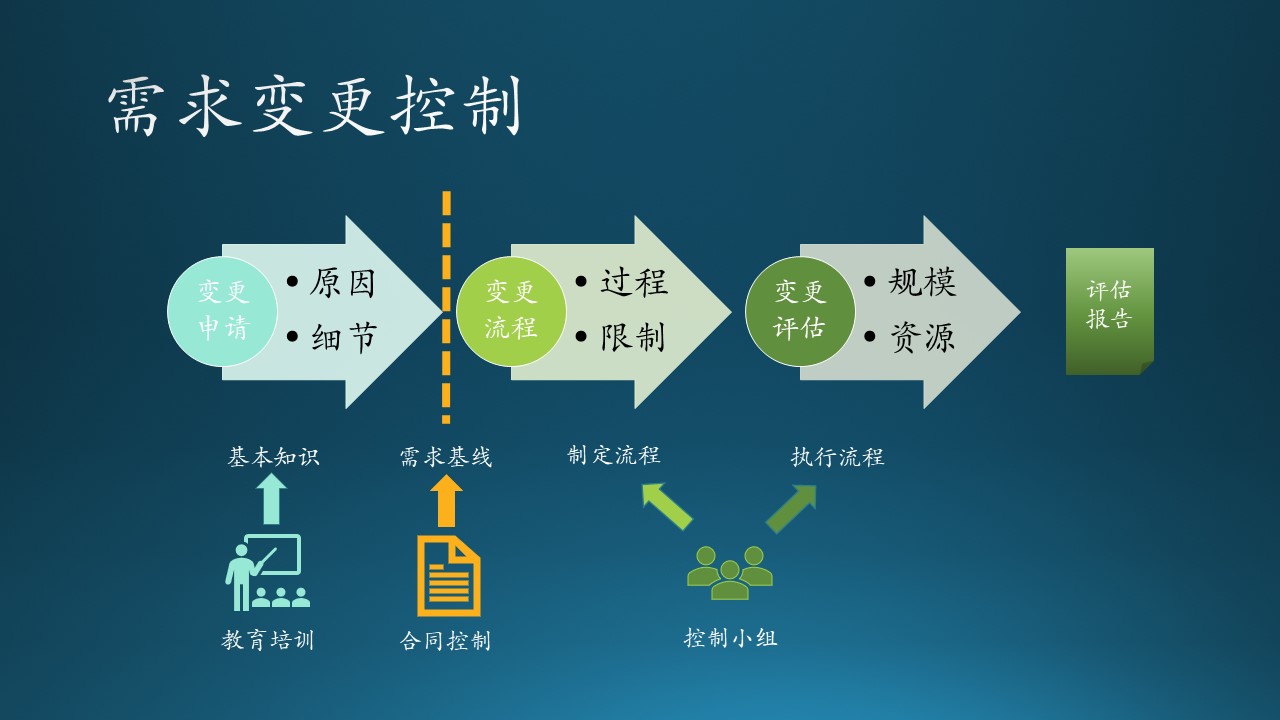 需求变更控制
变更
申请
• 原因
• 细节
变更
流程
• 过程
• 限制
变更
评估
• 规模
• 资源
评估
报告
基本知识
需求基线
制定流程
执行流程
教育培训
合同控制
控制小组